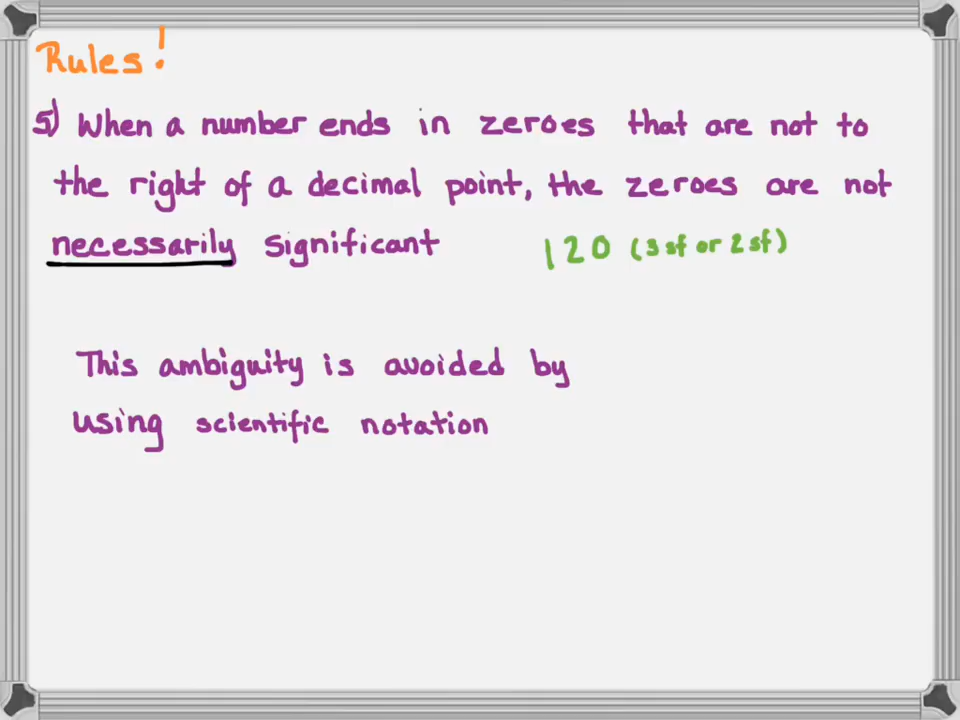 Rules!
5) When a number ends in zeroes that are not to
the right of a decimal point, the zeroes are not
necessarily significant 120 (3 sf or 2 sf)
This ambiguity is avoided by
using scientific notation